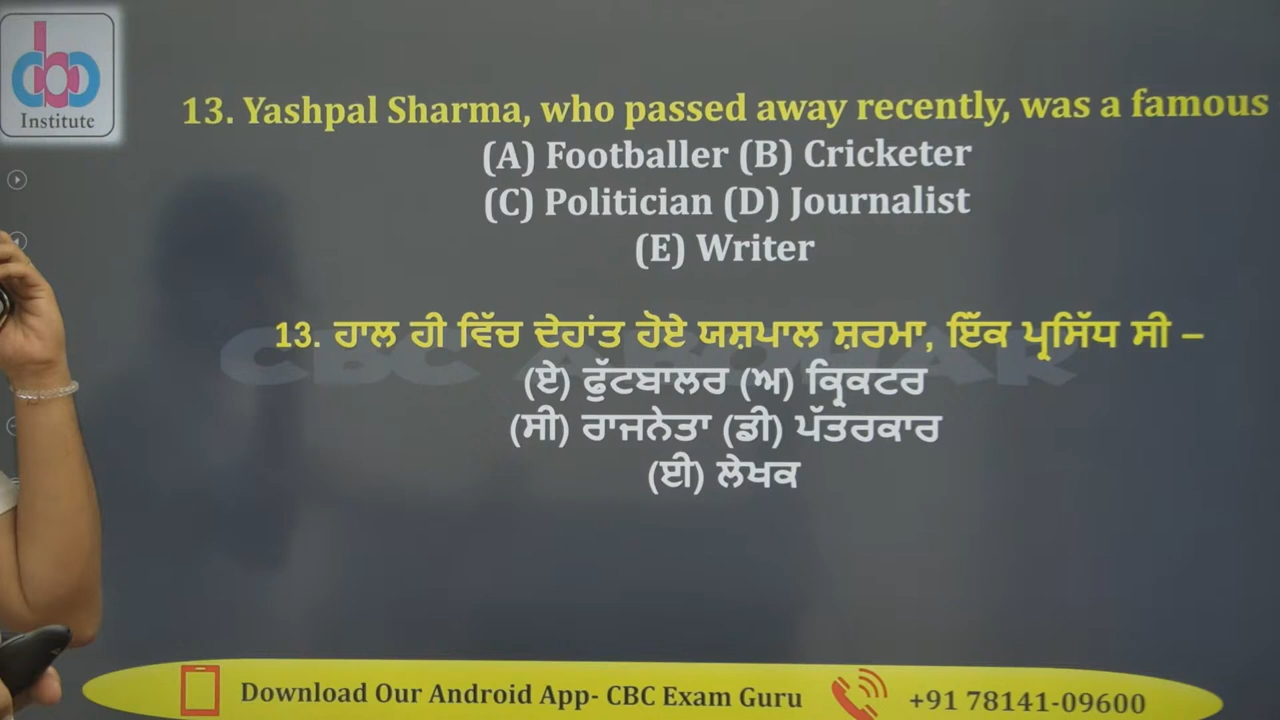 Institute
13. Yashpal Sharma, who passed away recently, was a famous
(A) Footballer (B) Cricketer
(C) Politician (D) Journalist
(E) Writer
CBC ABOHAR
13. ਹਾਲ ਹੀ ਵਿੱਚ ਦੇਹਾਂਤ ਹੋਏ ਯਸ਼ਪਾਲ ਸ਼ਰਮਾ, ਇੱਕ ਪ੍ਰਸਿੱਧ ਸੀ –
(ਏ) ਫੁੱਟਬਾਲਰ (ਅ) ਕ੍ਰਿਕਟਰ
(ਸੀ) ਰਾਜਨੇਤਾ (ਡੀ) ਪੱਤਰਕਾਰ
(ਈ) ਲੇਖਕ
Download Our Android App- CBC Exam Guru
+91 78141-09600